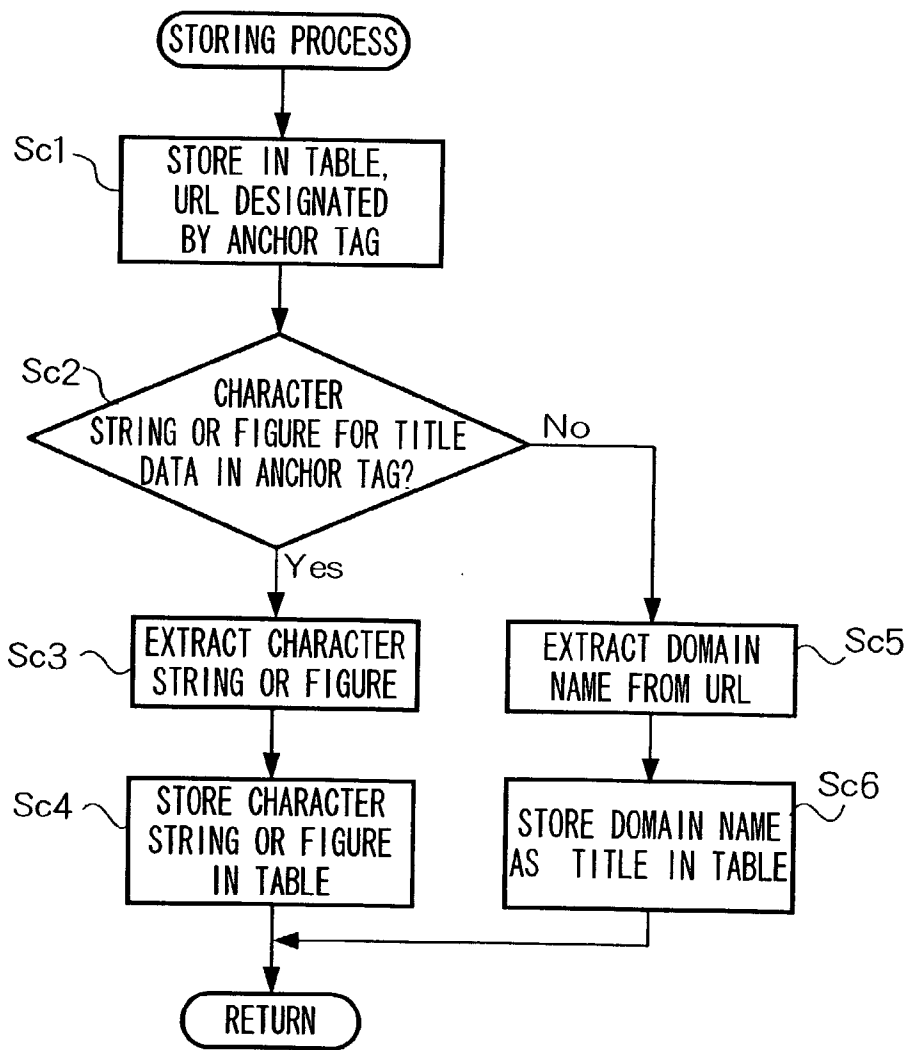 STORING PROCESS
Sc1
STORE IN TABLE,
URL DESIGNATED
BY ANCHOR TAG
Sc2
CHARACTER
STRING OR FIGURE FOR TITLE
DATA IN ANCHOR TAG?
No
Yes
Sc3
EXTRACT CHARACTER
STRING OR FIGURE
Sc5
EXTRACT DOMAIN
NAME FROM URL
Sc4
STORE CHARACTER
STRING OR FIGURE
IN TABLE
Sc6
STORE DOMAIN NAME
AS TITLE IN TABLE
RETURN